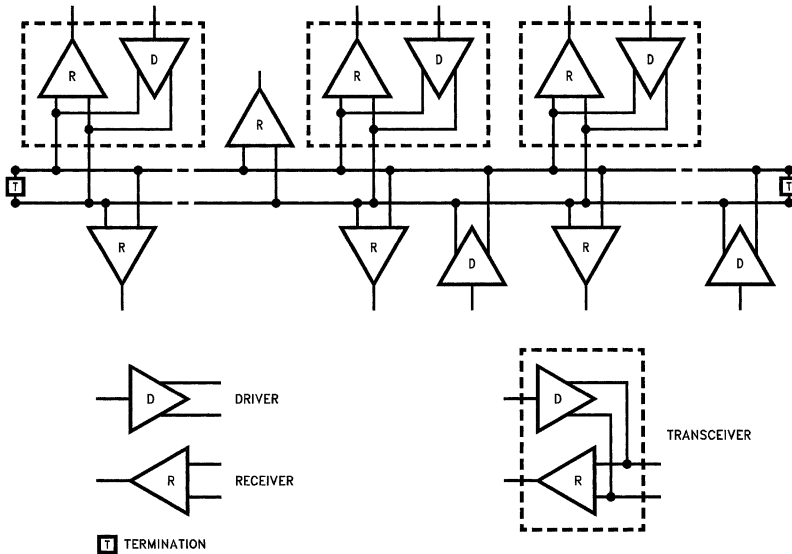 R D R D R D
R
T T
R R D R D
D DRIVER
R RECEIVER
T TERMINATION
D
R
TRANSCEIVER